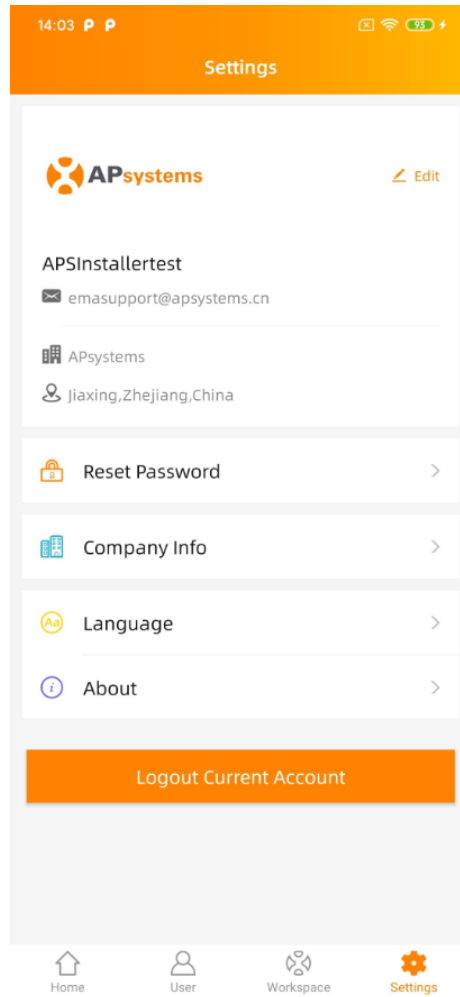 14:03 P P 93
Settings
APsystems
Edit
APSInstallertest
emasupport@apsystems.cn
APsystems
Jiaxing,Zhejiang,China
Reset Password
Company Info
Aa Language
i About
Logout Current Account
Home User Workspace Settings